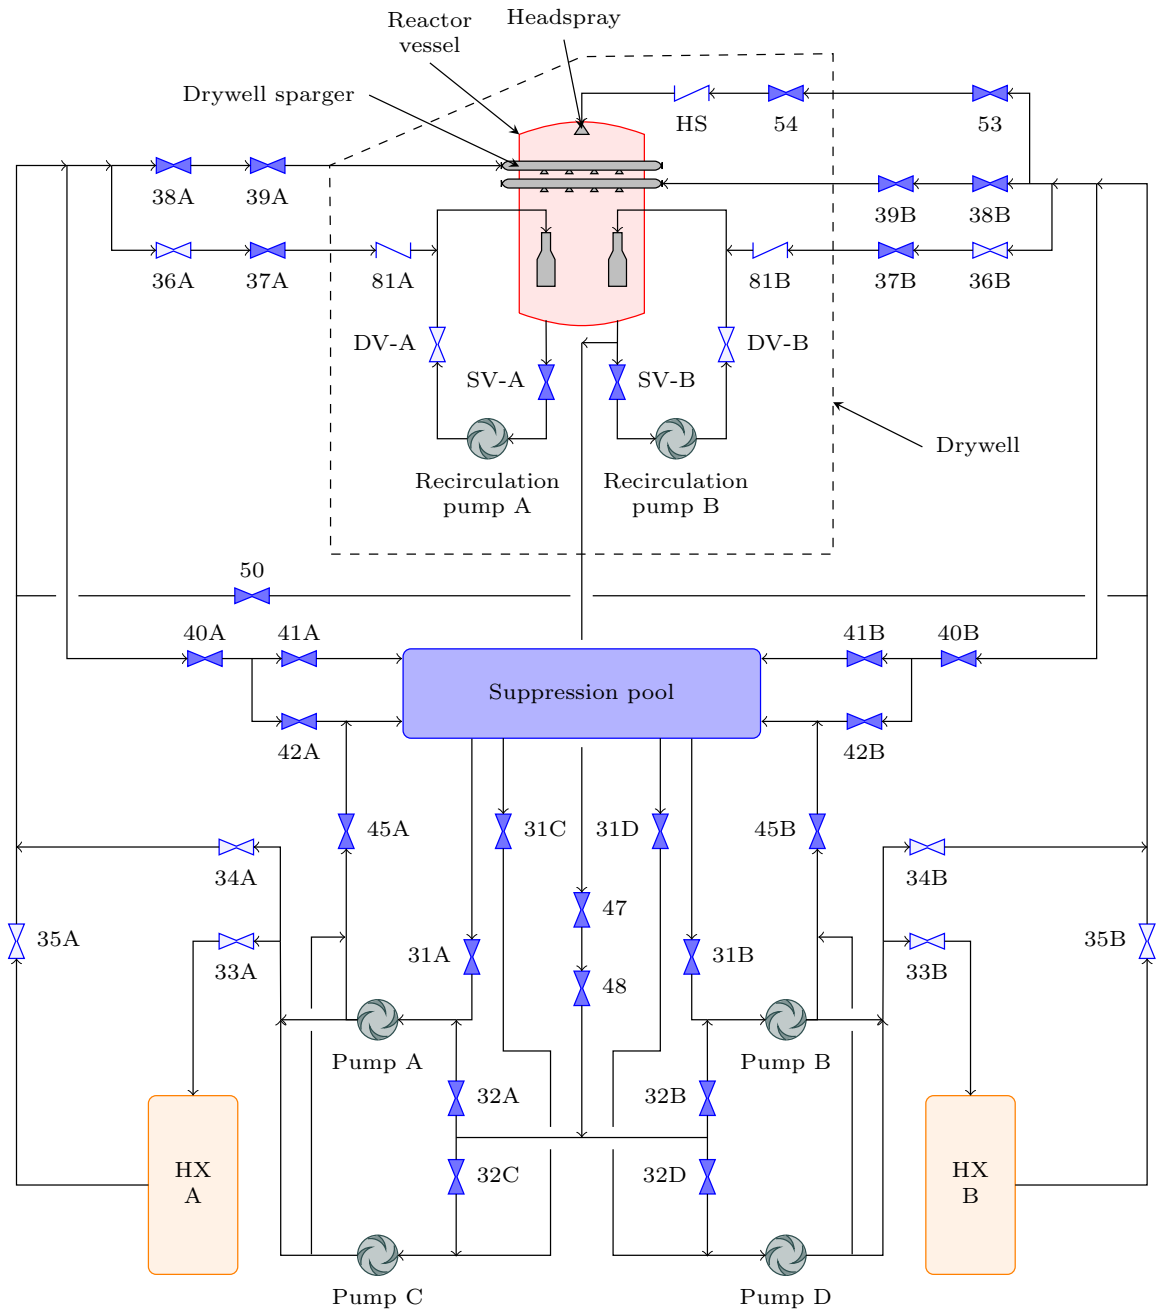 Reactor
vessel
Headspray
Drywell sparger
HS
54
53
38A
39A
39B
38B
36A
37A
81A
81B
37B
36B
DV-A
DV-B
SV-A
SV-B
Drywell
Recirculation
pump A
Recirculation
pump B
50
40A
41A
41B
40B
Suppression pool
42A
42B
45A
31C
31D
45B
34A
34B
47
35A
33A
31A
31B
33B
35B
48
Pump A
Pump B
32A
32B
HX
A
32C
32D
HX
B
Pump C
Pump D